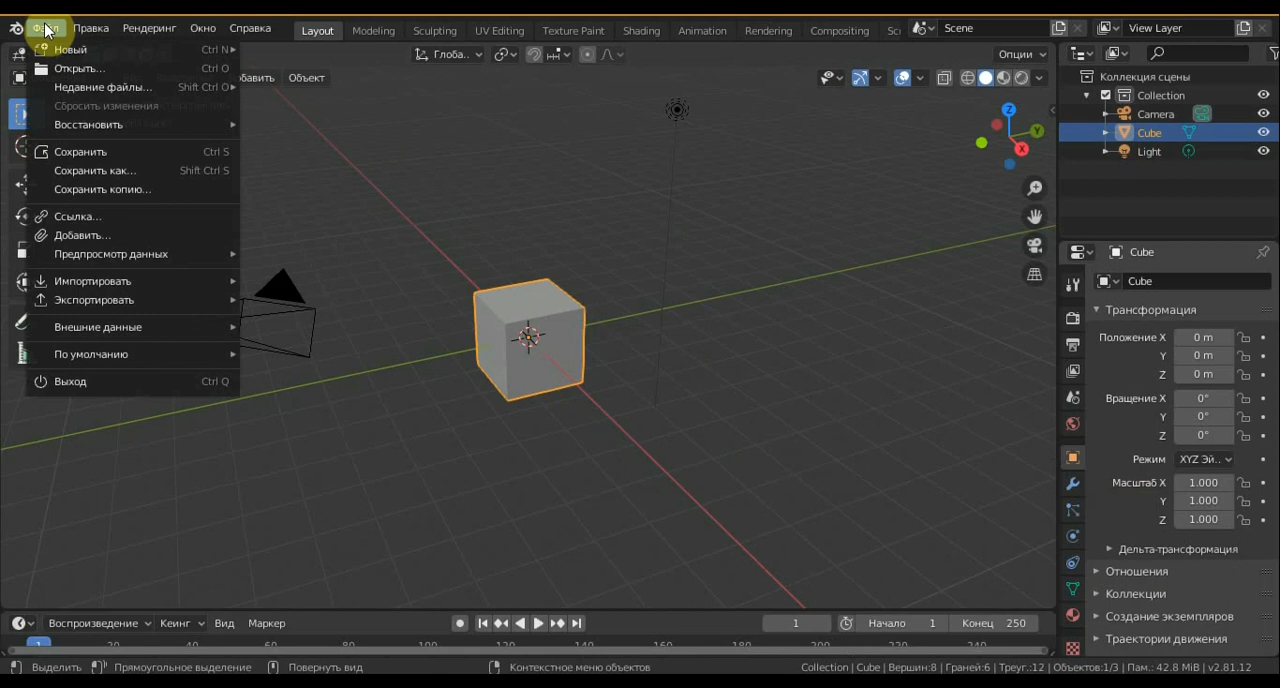 Файл Правка Рендеринг Окно Справка Layout Modeling Sculpting UV Editing Texture Paint Shading Animation Rendering Compositing Sc Scene View Layer
Новый Ctrl N
Открыть... Ctrl O
Недавние файлы... Shift Ctrl O
Сбросить изменения
Восстановить
Сохранить Ctrl S
Сохранить как... Shift Ctrl S
Сохранить копию...
Ссылка...
Добавить...
Предпросмотр данных
Импортировать
Экспортировать
Внешние данные
По умолчанию
Выход Ctrl Q
Глоба..
Опции
обавить Объект
Z
Y
X
Коллекция сцены
Collection
Camera
Cube
Light
Cube
Cube
Трансформация
Положение X 0 m
Y 0 m
Z 0 m
Вращение X 0°
Y 0°
Z 0°
Режим XYZ Эй..
Масштаб X 1.000
Y 1.000
Z 1.000
Дельта-трансформация
Отношения
Коллекции
Создание экземпляров
Траектории движения
Воспроизведение Кеинг Вид Маркер 1 Начало 1 Конец 250
Выделить Прямоугольное выделение Повернуть вид Контекстное меню объектов Collection | Cube | Вершин:8 | Граней:6 | Треуг.:12 | Объектов:1/3 | Пам.: 42.8 MiB | v2.81.12